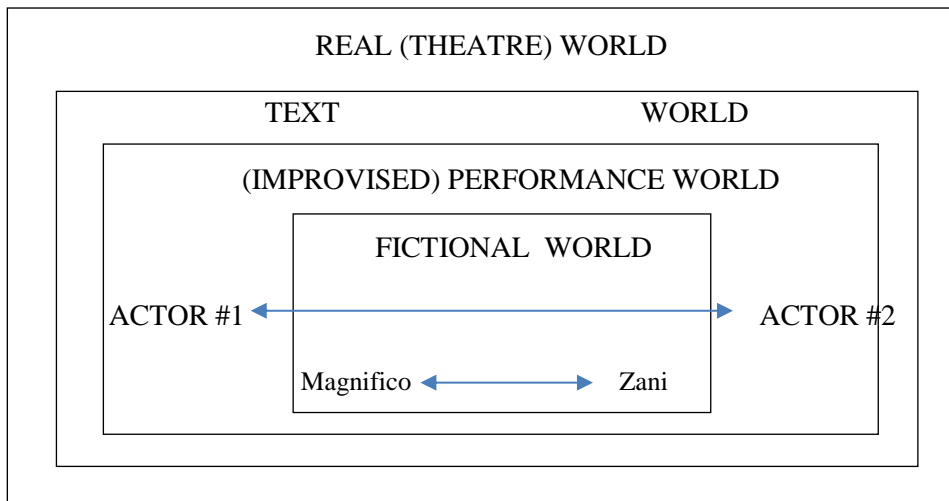 REAL (THEATRE) WORLD
TEXT WORLD
(IMPROVISED) PERFORMANCE WORLD
FICTIONAL WORLD
ACTOR #1 ACTOR #2
Magnifico Zani